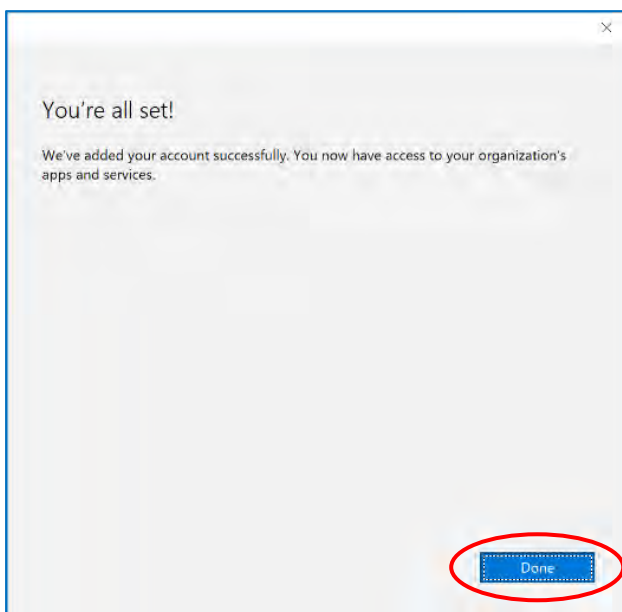 You're all set!
We've added your account successfully. You now have access to your organization's
apps and services.
Done